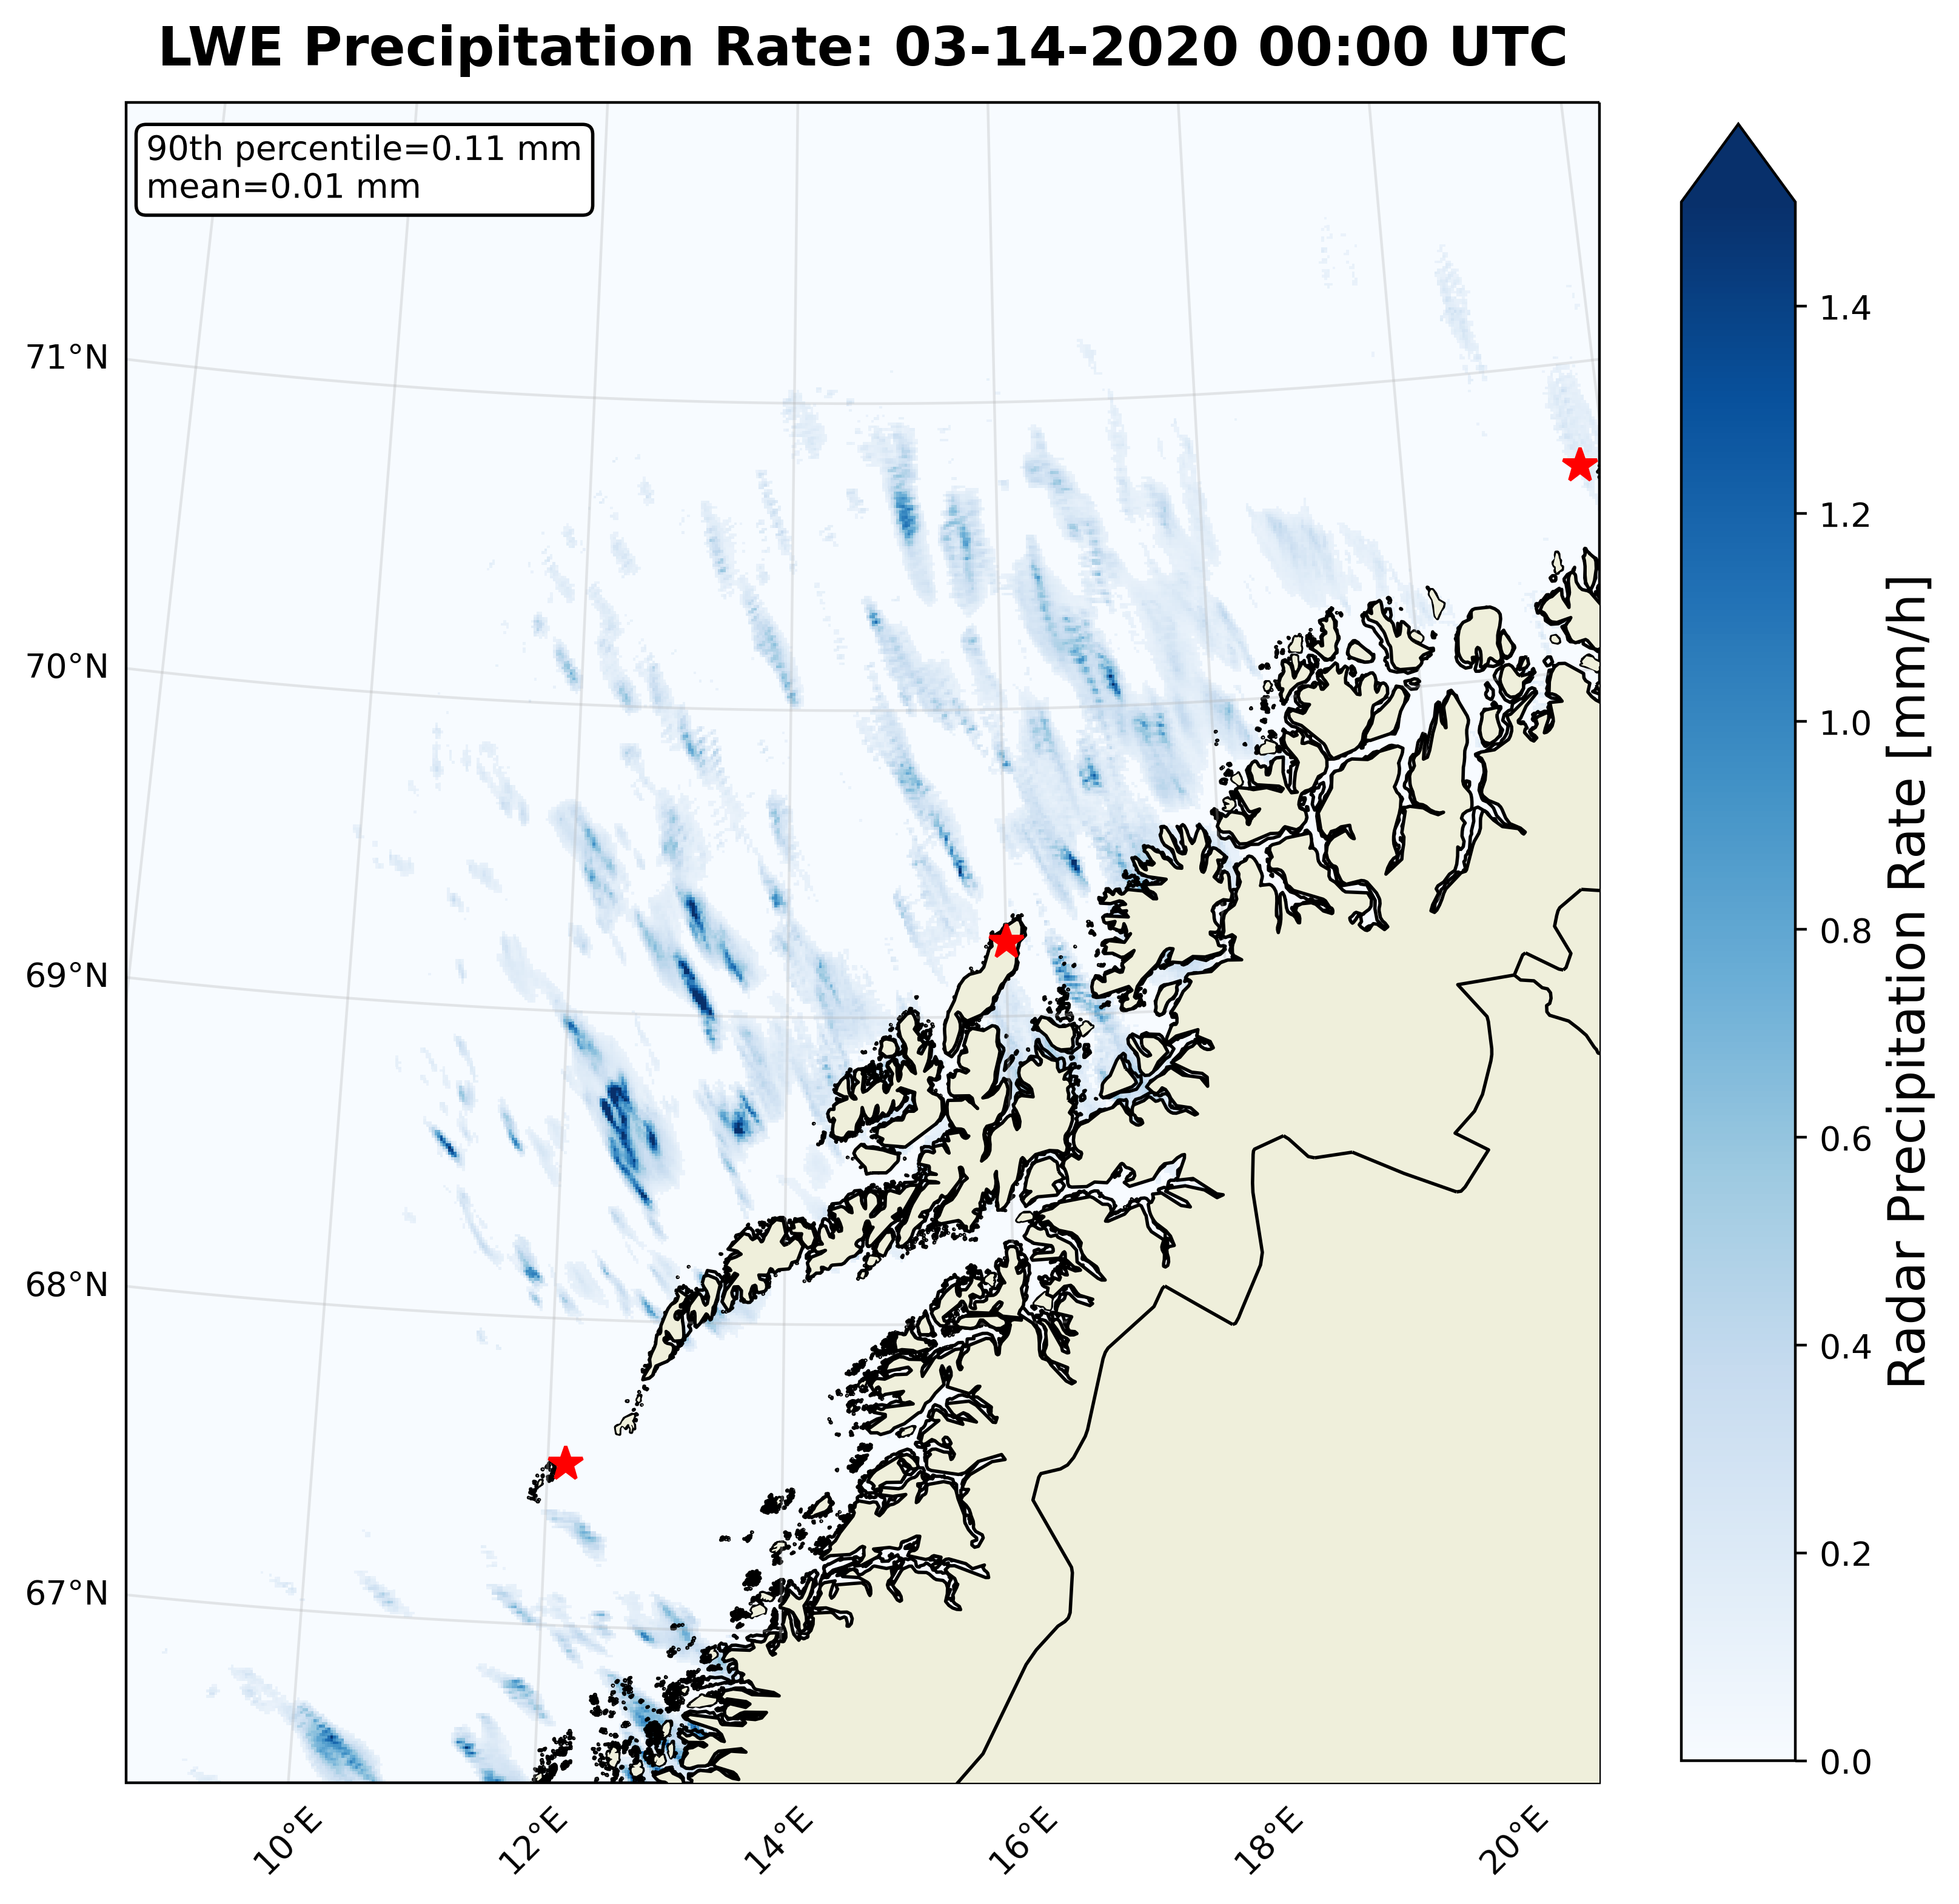 LWE Precipitation Rate: 03-14-2020 00:00 UTC
90th percentile=0.11 mm
mean=0.01 mm
71°N
70°N
69°N
68°N
67°N
10°E
12°E
14°E
16°E
18°E
20°E
1.4
1.2
1.0
0.8
0.6
0.4
0.2
0.0
Radar Precipitation Rate [mm/h]